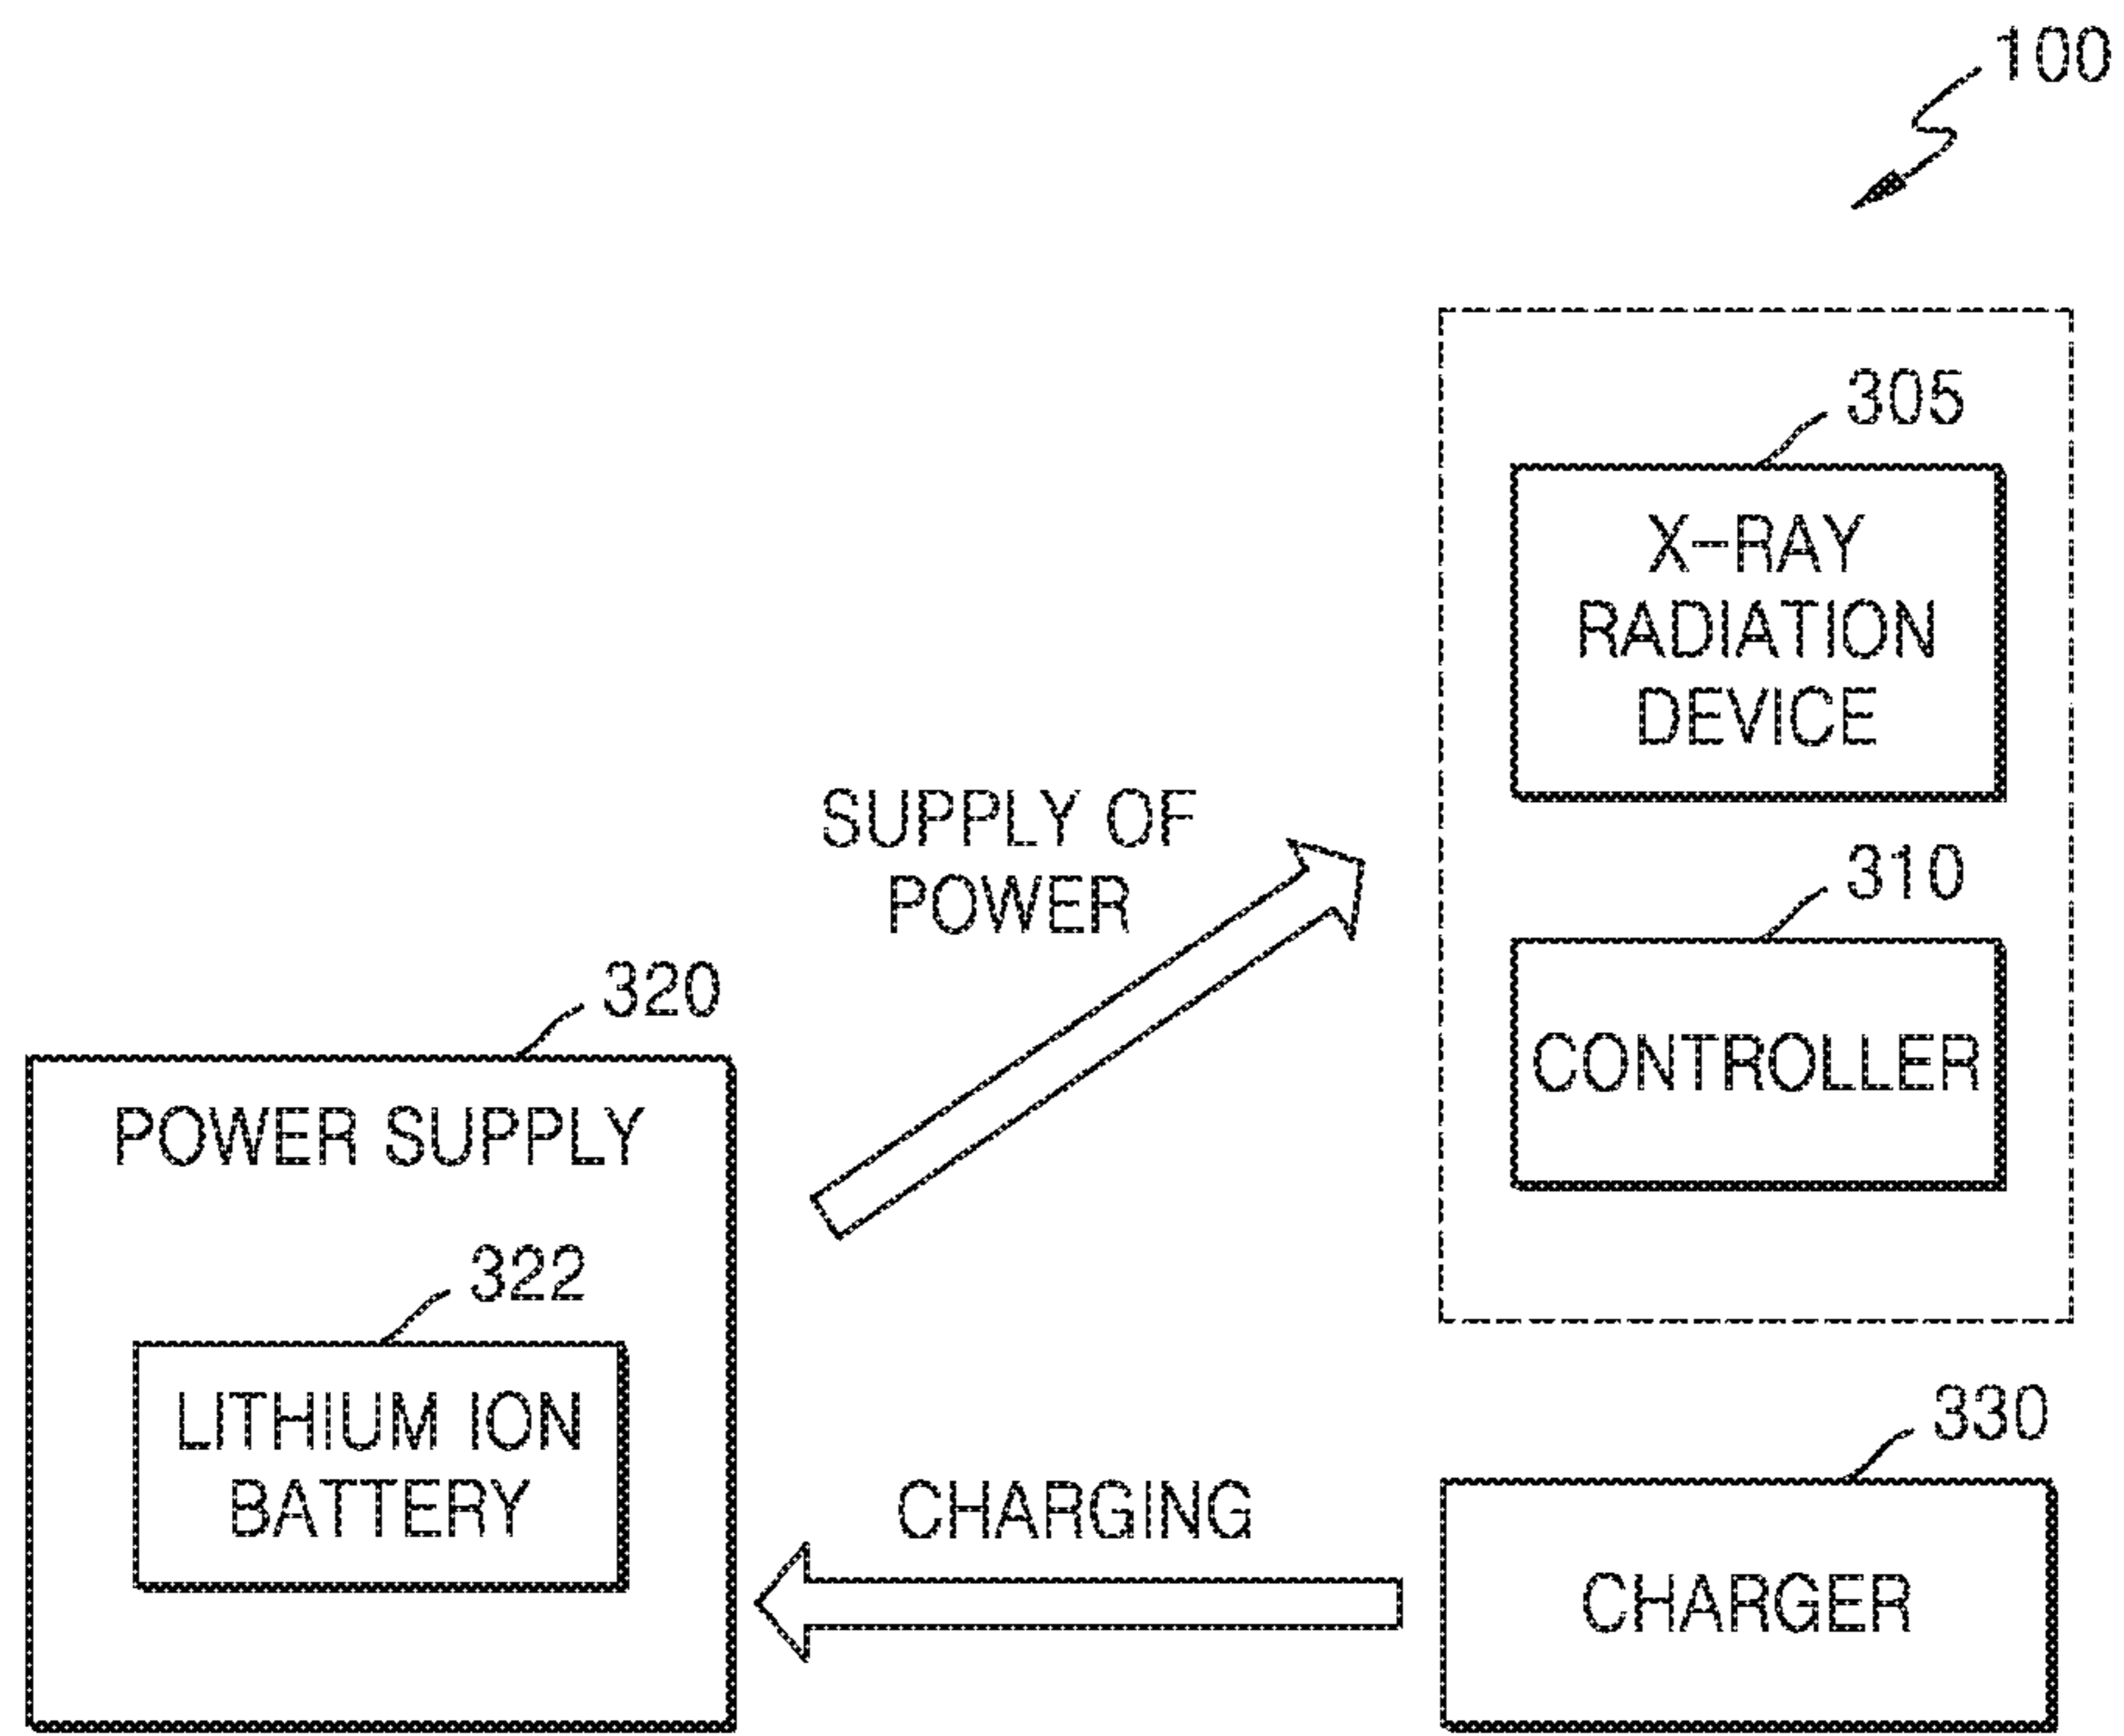 100
305
X-RAY
RADIATION
DEVICE
SUPPLY OF
POWER
310
CONTROLLER
320
POWER SUPPLY
322
LITHIUM ION
BATTERY
CHARGING
330
CHARGER